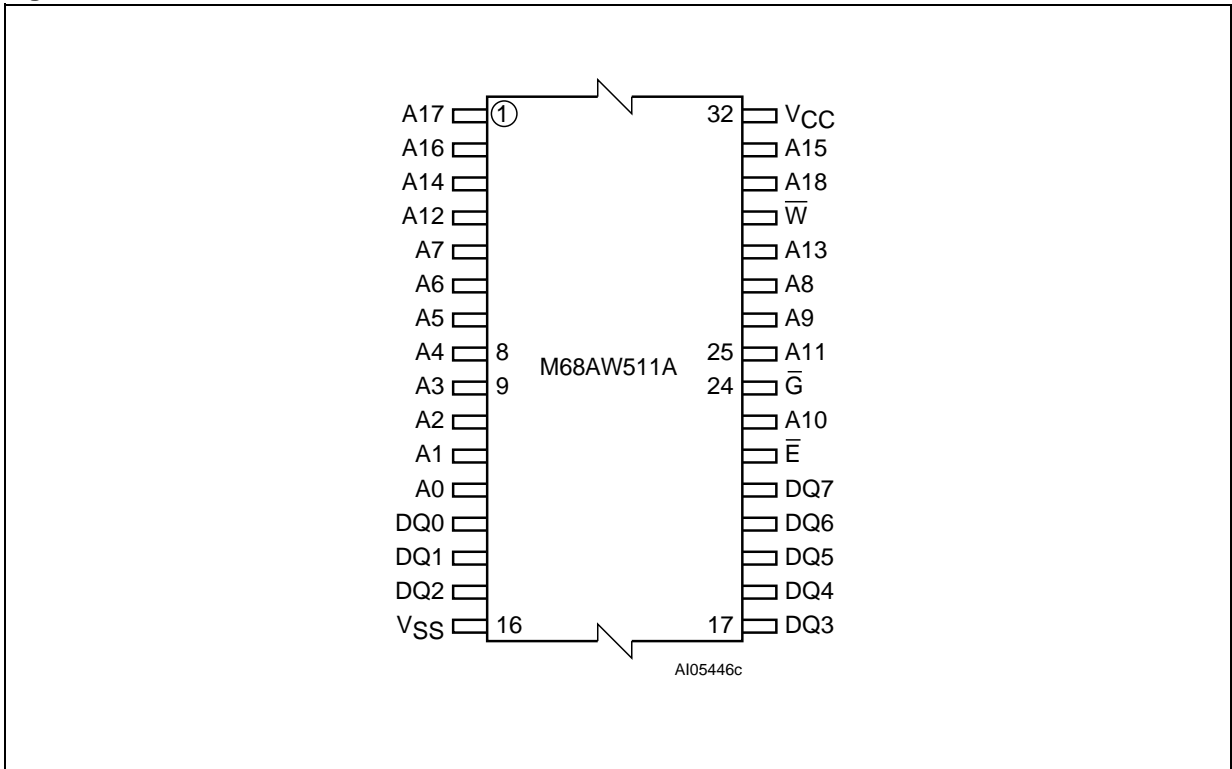 A17 ① 32 VCC
A16 A15
A14 A18
A12 W̅
A7 A13
A6 A8
A5 A9
A4 8 25 A11
M68AW511A
A3 9 24 G̅
A2 A10
A1 E̅
A0 DQ7
DQ0 DQ6
DQ1 DQ5
DQ2 DQ4
VSS 16 17 DQ3
AI05446c